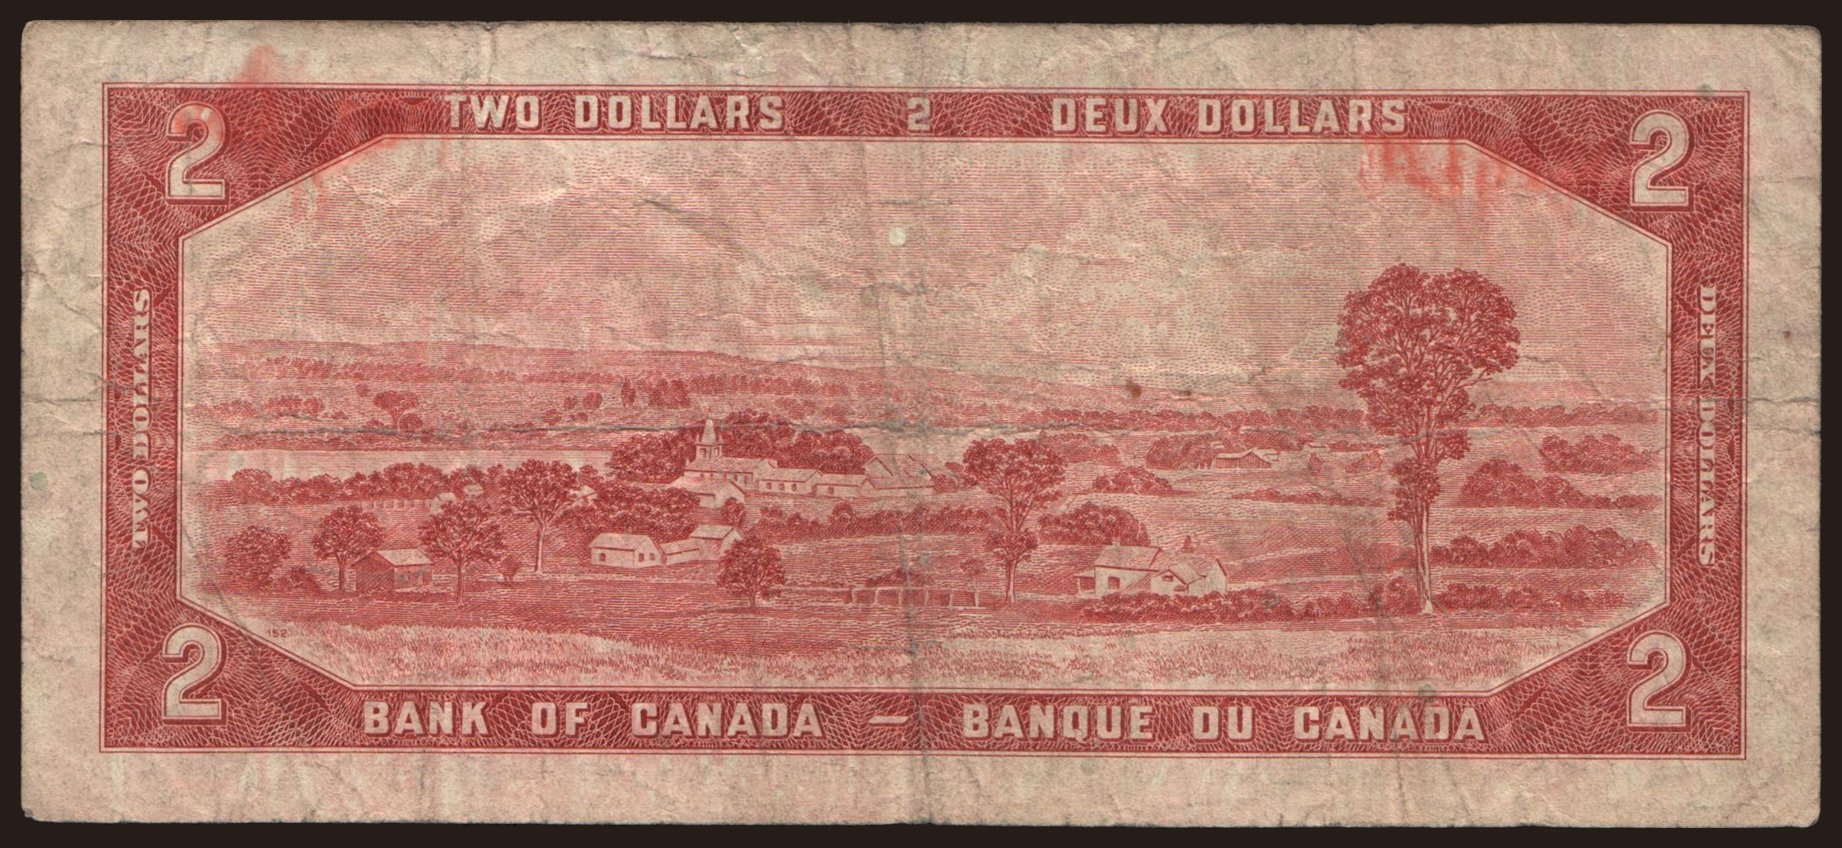 TWO DOLLARS 2 DEUX DOLLARS
2
2
TWO DOLLARS
DEUX DOLLARS
152
2
2
BANK OF CANADA — BANQUE DU CANADA